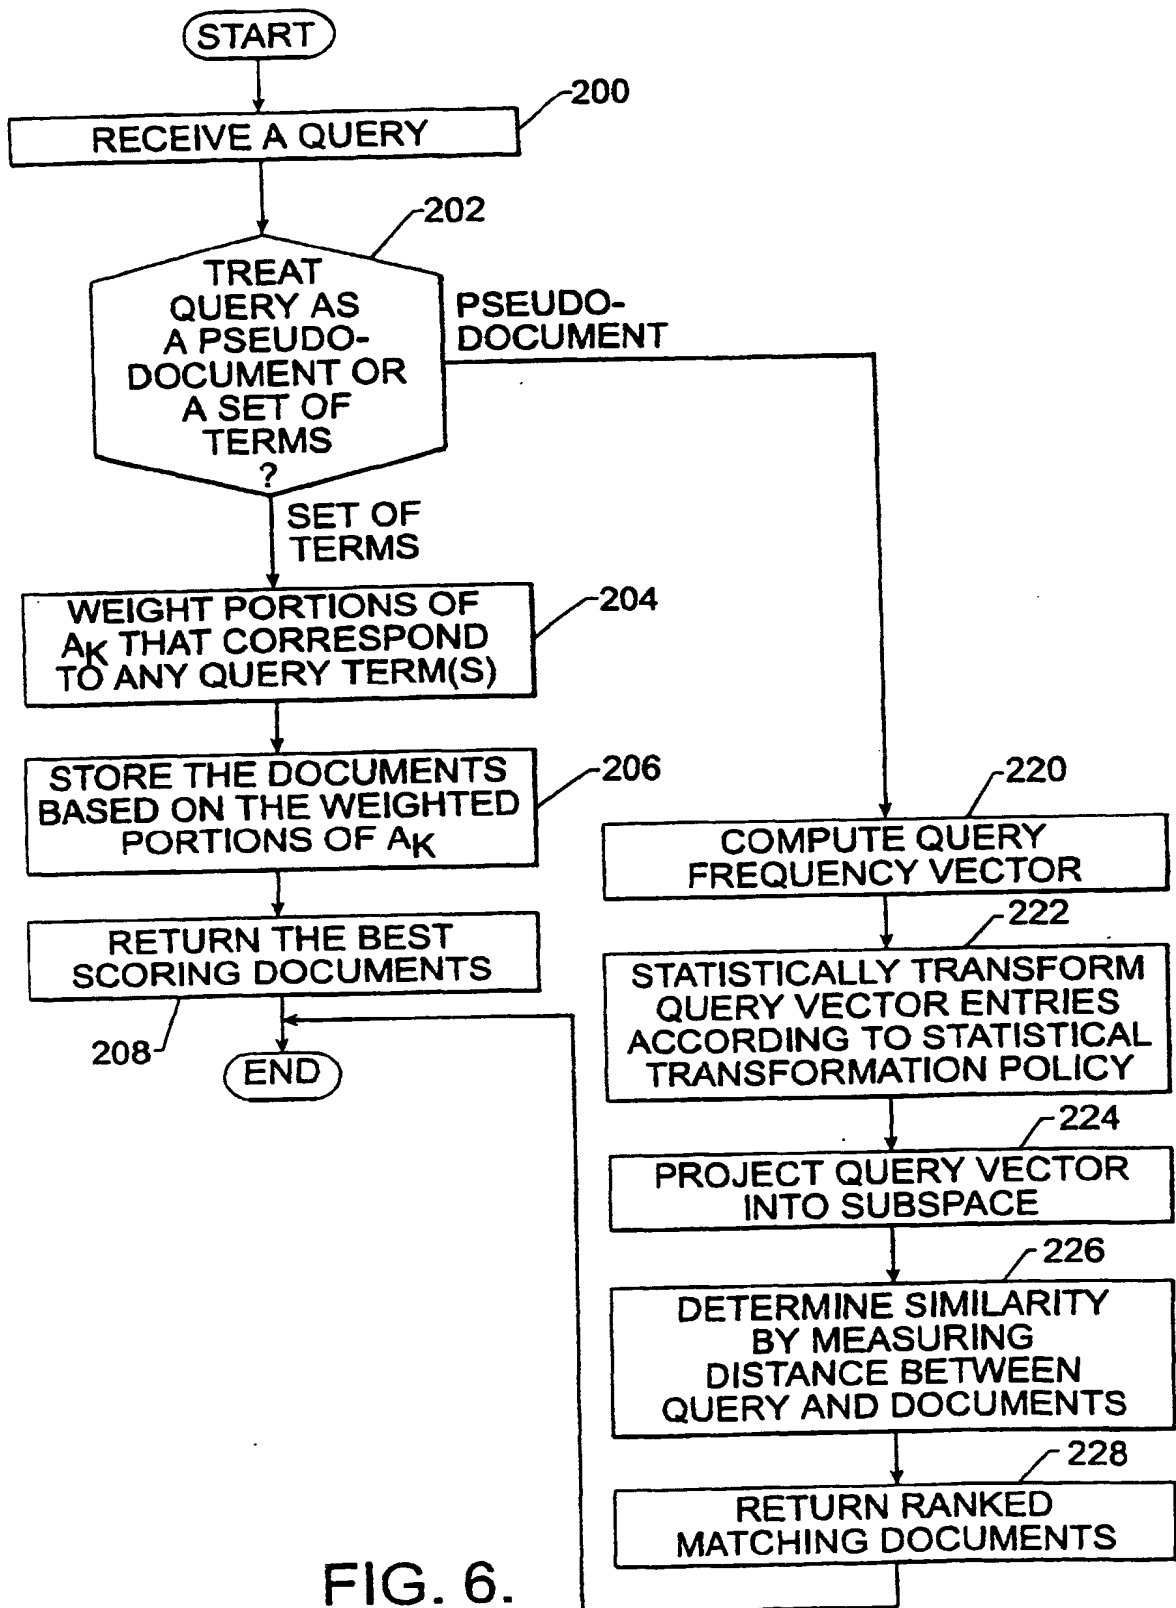 START
200
RECEIVE A QUERY
202
TREAT
QUERY AS
A PSEUDO-
DOCUMENT OR
A SET OF
TERMS
?
PSEUDO-
DOCUMENT
SET OF
TERMS
204
WEIGHT PORTIONS OF
AK THAT CORRESPOND
TO ANY QUERY TERM(S)
206
STORE THE DOCUMENTS
BASED ON THE WEIGHTED
PORTIONS OF AK
RETURN THE BEST
SCORING DOCUMENTS
208
END
220
COMPUTE QUERY
FREQUENCY VECTOR
222
STATISTICALLY TRANSFORM
QUERY VECTOR ENTRIES
ACCORDING TO STATISTICAL
TRANSFORMATION POLICY
224
PROJECT QUERY VECTOR
INTO SUBSPACE
226
DETERMINE SIMILARITY
BY MEASURING
DISTANCE BETWEEN
QUERY AND DOCUMENTS
228
RETURN RANKED
MATCHING DOCUMENTS
FIG. 6.